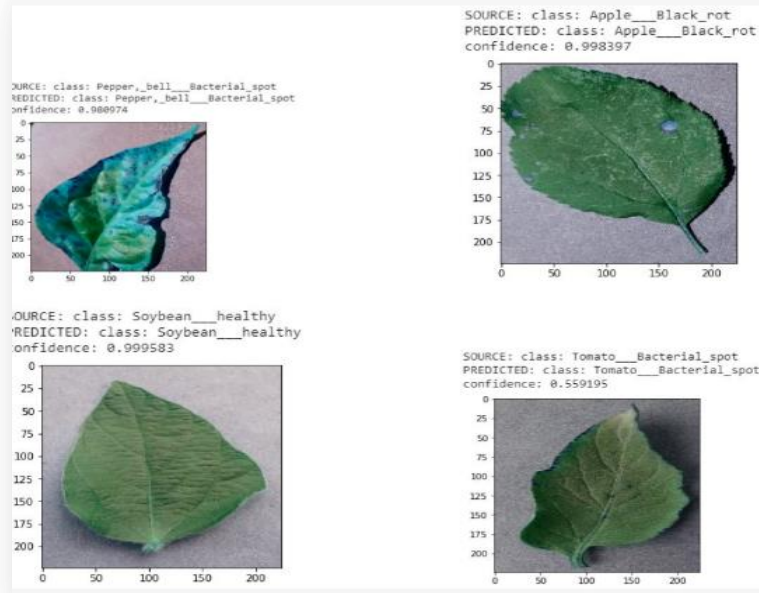 SOURCE: class: Apple___Black_rot
PREDICTED: class: Apple___Black_rot
confidence: 0.998397
0
25
50
75
100
125
150
175
200
0 50 100 150 200
OURCE: class: Pepper,_bell___Bacterial_spot
REDICTED: class: Pepper,_bell___Bacterial_spot
onfidence: 0.980974
0
25
50
75
100
125
150
175
200
0 50 100 150 200
OURCE: class: Soybean___healthy
REDICTED: class: Soybean___healthy
onfidence: 0.999583
0
25
50
75
100
125
150
175
200
0 50 100 150 200
SOURCE: class: Tomato___Bacterial_spot
PREDICTED: class: Tomato___Bacterial_spot
confidence: 0.559195
0
25
50
75
100
125
150
175
200
0 50 100 150 200